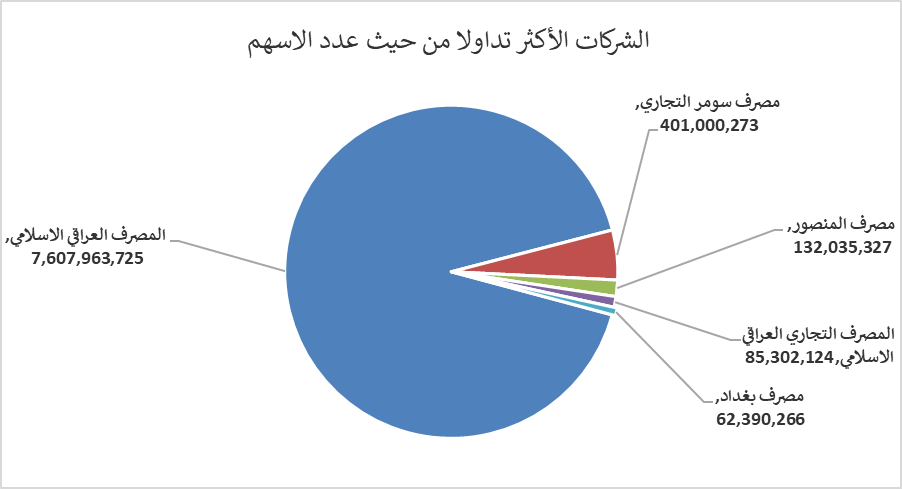 الشركات الأكثر تداولا من حيث عدد الاسهم
مصرف سومر التجاري,
401,000,273
مصرف المنصور,
132,035,327
المصرف العراقي الاسلامي,
7,607,963,725
المصرف التجاري العراقي
الاسلامي, 85,302,124
مصرف بغداد,
62,390,266